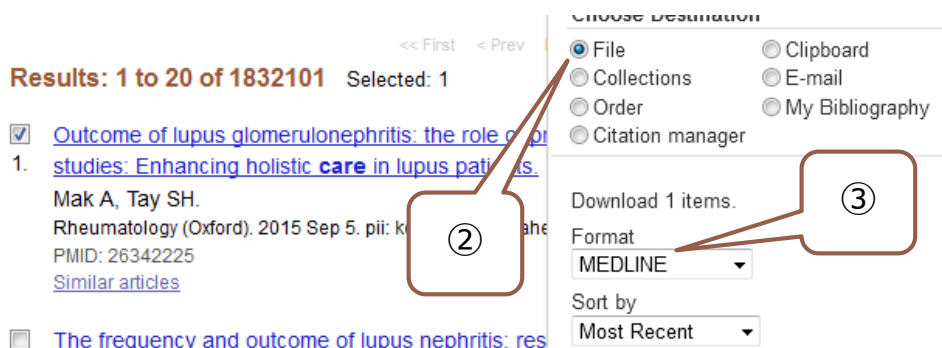 Choose Destination
<< First < Prev
File Clipboard
Collections E-mail
Order My Bibliography
Citation manager
Results: 1 to 20 of 1832101 Selected: 1
1. Outcome of lupus glomerulonephritis: the role of
studies: Enhancing holistic care in lupus
Mak A, Tay SH.
Rheumatology (Oxford). 2015 Sep 5. pii:
PMID: 26342225
Similar articles
②
Download 1 items.
③
Format
MEDLINE
Sort by
Most Recent
The frequency and outcome of lupus nephritis: